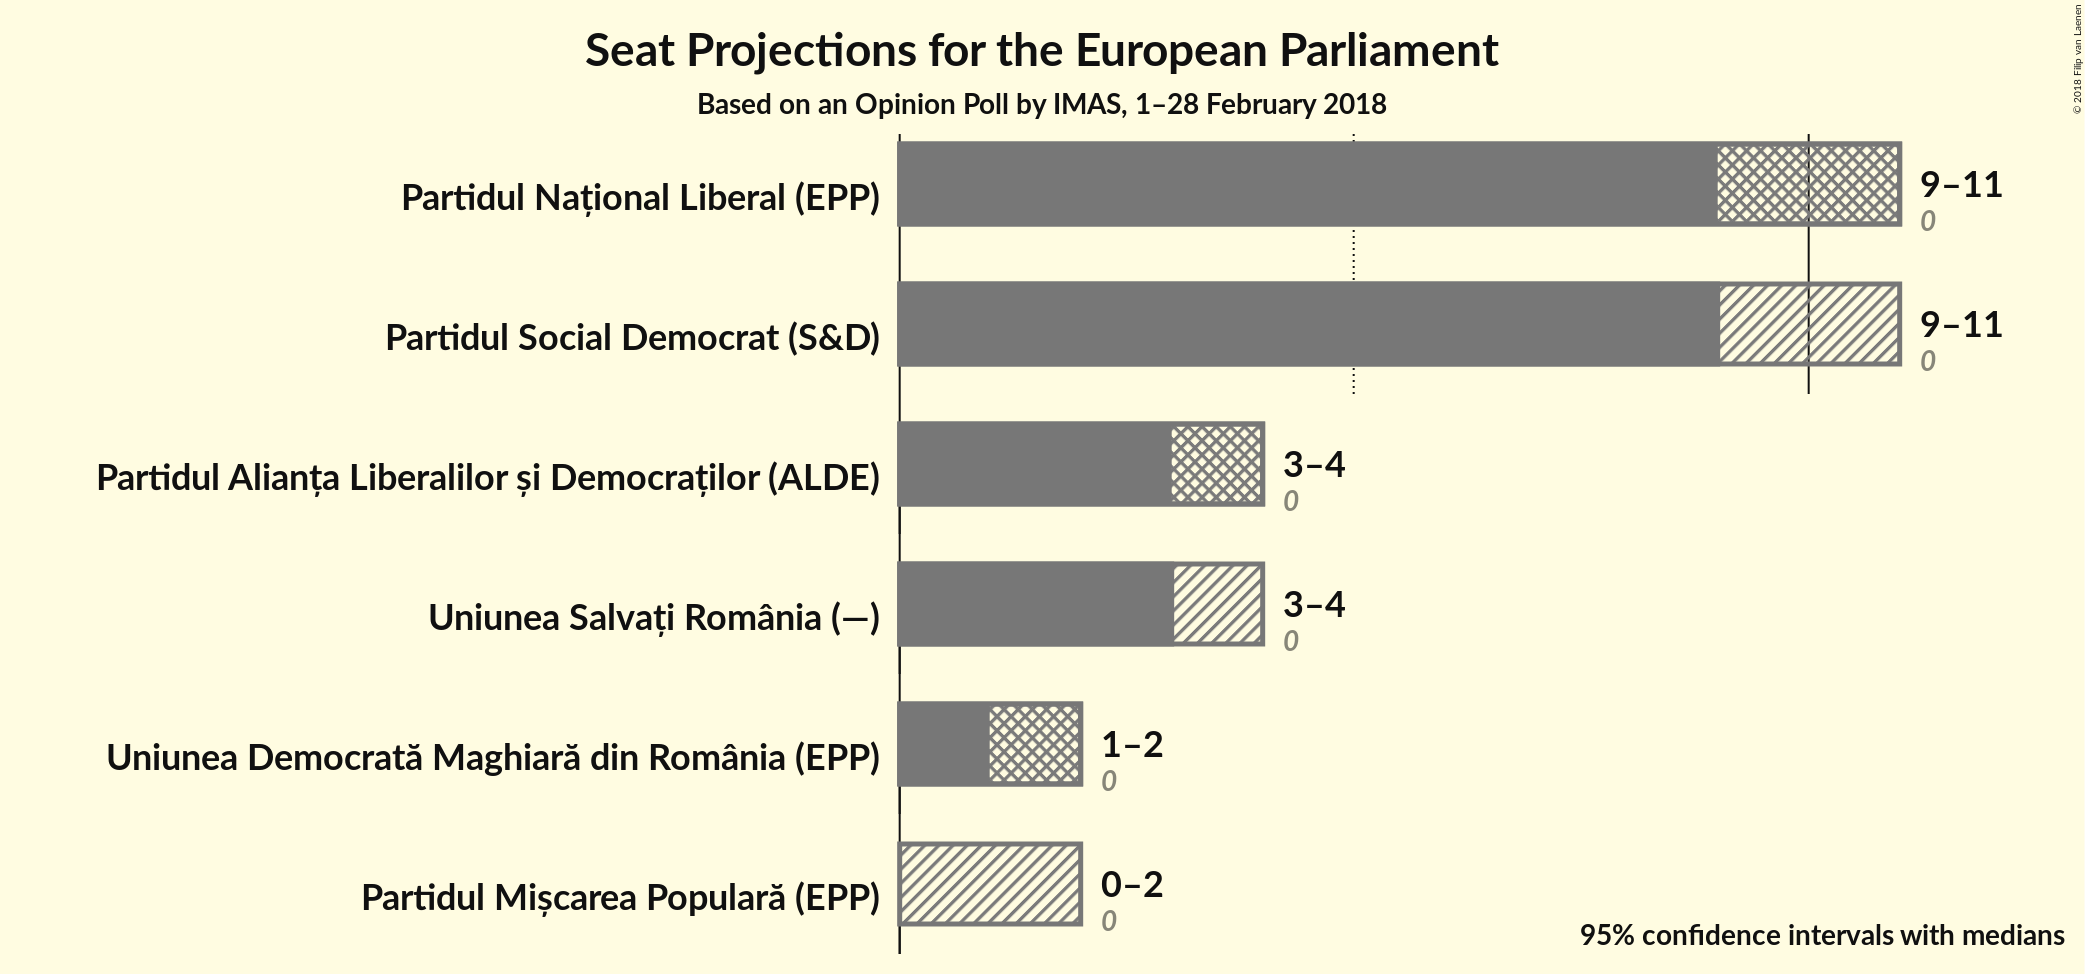 Seat Projections for the European Parliament
Based on an Opinion Poll by IMAS, 1–28 February 2018
© 2018 Filip van Laenen
Partidul Național Liberal (EPP)
9–11
0
Partidul Social Democrat (S&D)
9–11
0
Partidul Alianța Liberalilor și Democraților (ALDE)
3–4
0
Uniunea Salvați România (—)
3–4
0
Uniunea Democrată Maghiară din România (EPP)
1–2
0
Partidul Mișcarea Populară (EPP)
0–2
0
95% confidence intervals with medians